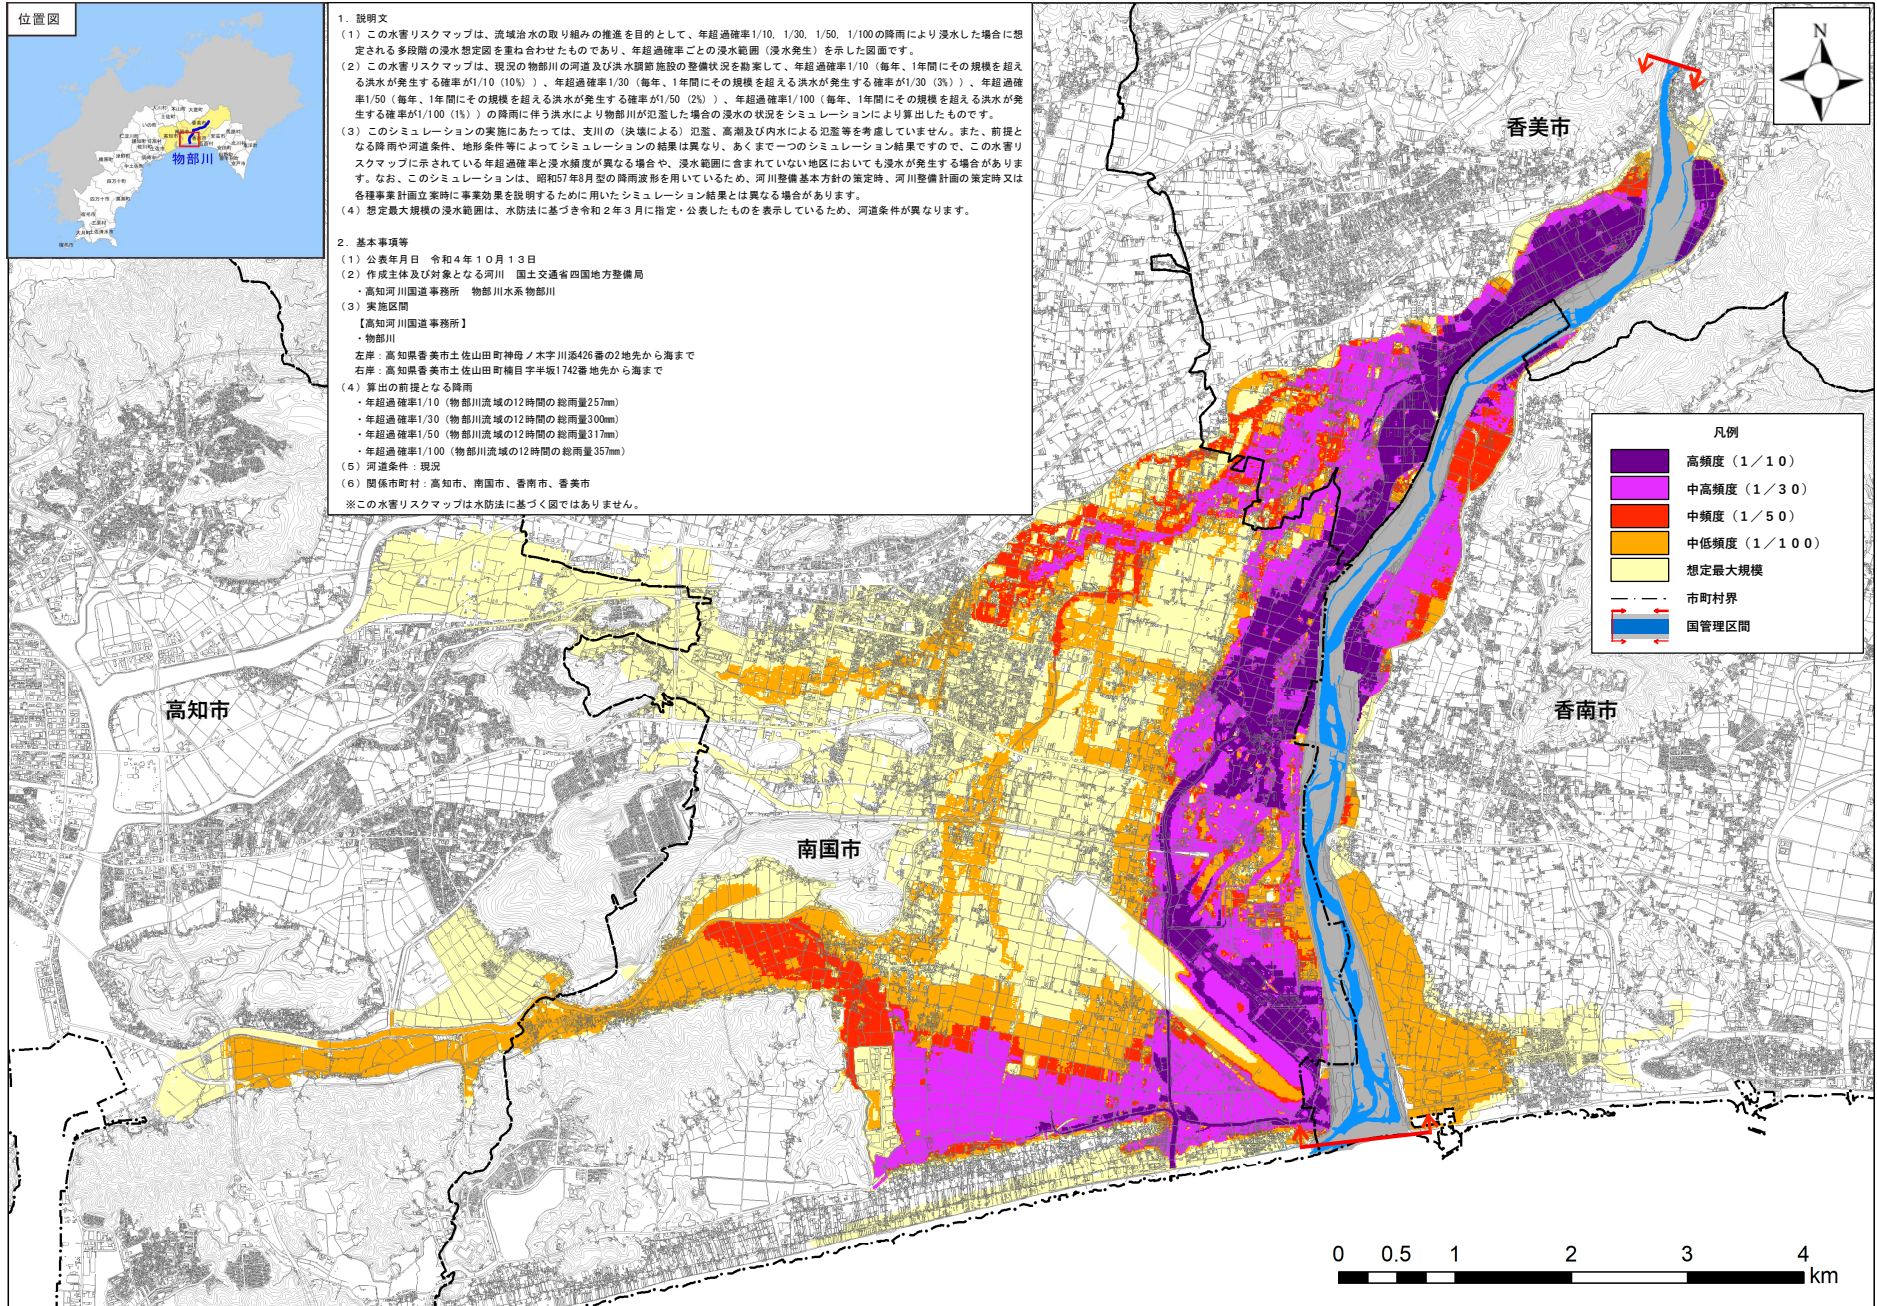 位置図
物部川
1. 説明文
(1) この水害リスクマップは、流域治水の取り組みの推進を目的として、年超過確率1/10、1/30、1/50、1/100の降雨により浸水した場合に想
定される多段階の浸水想定図を重ね合わせたものであり、年超過確率ごとの浸水範囲（浸水発生）を示した図面です。
(2) この水害リスクマップは、現況の物部川の河道及び洪水調節施設の整備状況を勘案して、年超過確率1/10（毎年、1年間にその規模を超え
る洪水が発生する確率が1/10（10%））、年超過確率1/30（毎年、1年間にその規模を超える洪水が発生する確率が1/30（3%））、年超過確
率1/50（毎年、1年間にその規模を超える洪水が発生する確率が1/50（2%））、年超過確率1/100（毎年、1年間にその規模を超える洪水が発
生する確率が1/100（1%））の降雨に伴う洪水により物部川が氾濫した場合の浸水の状況をシミュレーションにより算出したものです。
(3) このシミュレーションの実施にあたっては、支川の（決壊による）氾濫、高潮及び内水による氾濫等を考慮していません。また、前提と
なる降雨や河道条件、地形条件等によってシミュレーションの結果は異なり、あくまで一つのシミュレーション結果ですので、この水害リ
スクマップに示されている年超過確率と浸水頻度が異なる場合や、浸水範囲に含まれていない地区においても浸水が発生する場合がありま
す。なお、このシミュレーションは、昭和57年8月型の降雨波形を用いているため、河川整備基本方針の策定時、河川整備計画の策定時又は
各種事業計画立案時に事業効果を説明するために用いたシミュレーション結果とは異なる場合があります。
(4) 想定最大規模の浸水範囲は、水防法に基づき令和2年3月に指定・公表したものを表示しているため、河道条件が異なります。
2. 基本事項等
(1) 公表年月日 令和4年10月13日
(2) 作成主体及び対象となる河川 国土交通省四国地方整備局
・高知河川国道事務所 物部川水系物部川
(3) 実施区間
【高知河川国道事務所】
・物部川
左岸：高知県香美市土佐山田町神母ノ木字川添426番の2地先から海まで
右岸：高知県香美市土佐山田町楠目字半坂1742番地先から海まで
(4) 算出の前提となる降雨
・年超過確率1/10（物部川流域の12時間の総雨量257mm）
・年超過確率1/30（物部川流域の12時間の総雨量300mm）
・年超過確率1/50（物部川流域の12時間の総雨量317mm）
・年超過確率1/100（物部川流域の12時間の総雨量357mm）
(5) 河道条件：現況
(6) 関係市町村：高知市、南国市、香南市、香美市
※この水害リスクマップは水防法に基づく図ではありません。
N
香美市
凡例
高頻度（1／10）
中高頻度（1／30）
中頻度（1／50）
中低頻度（1／100）
想定最大規模
市町村界
国管理区間
高知市
香南市
南国市
0 0.5 1 2 3 4
km